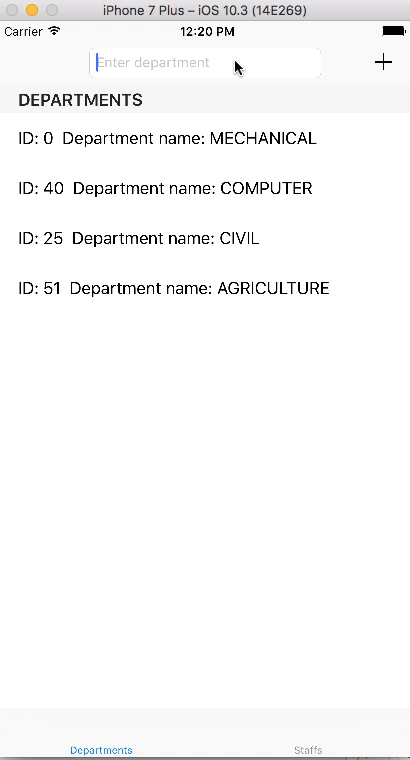 iPhone 7 Plus – iOS 10.3 (14E269)
Carrier 12:20 PM
Enter department +
DEPARTMENTS
ID: 0  Department name: MECHANICAL
ID: 40  Department name: COMPUTER
ID: 25  Department name: CIVIL
ID: 51  Department name: AGRICULTURE
Departments Staffs